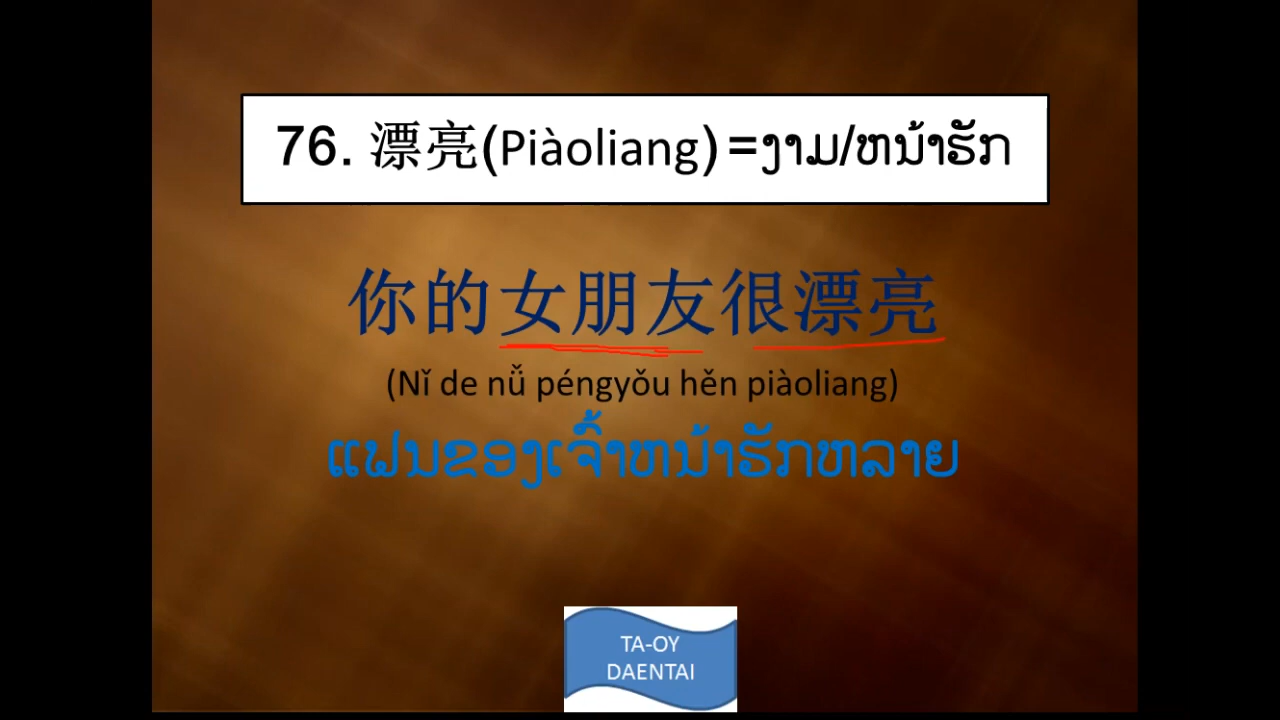 76. 漂亮(Piàoliang)=ງາມ/ຫນ້າຮັກ
你的女朋友很漂亮
(Nǐ de nǚ péngyǒu hěn piàoliang)
ແຟນຂອງເຈົ້າຫນ້າຮັກຫລາຍ
TA-OY
DAENTAI